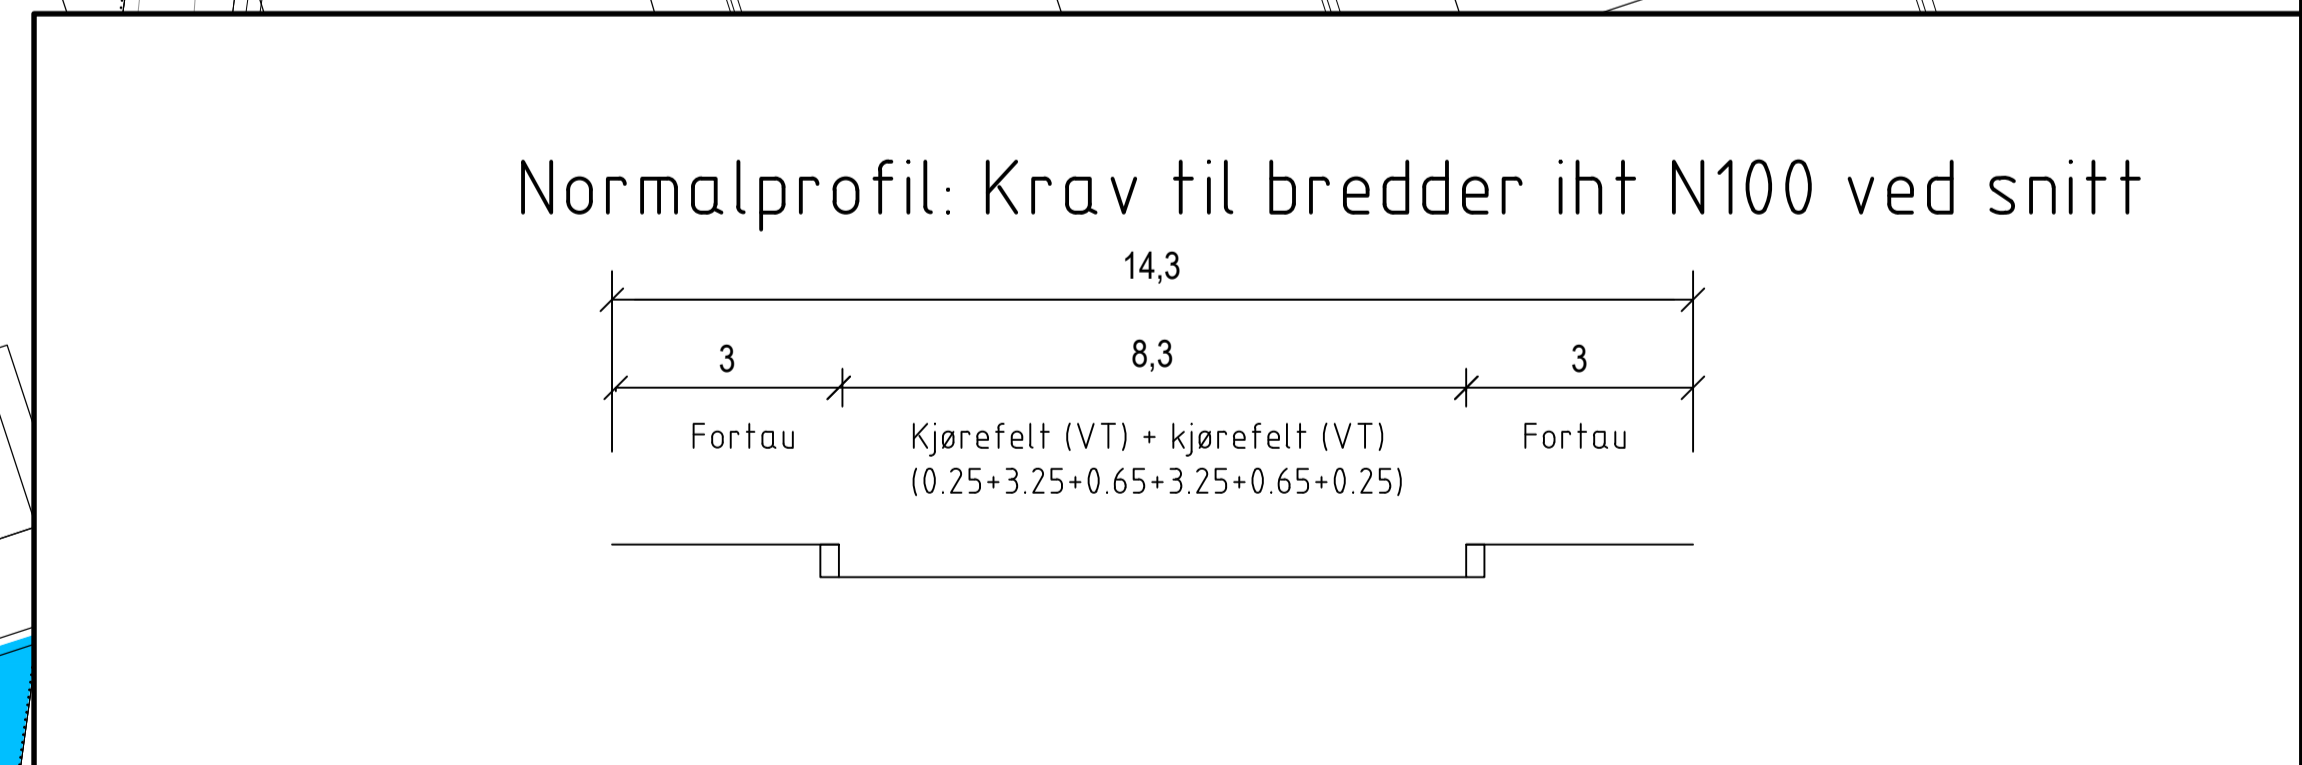 Normalprofil: Krav til bredder iht N100 ved snitt
14,3
3
8,3
3
Fortau
Kjørefelt (VT) + kjørefelt (VT)
Fortau
(0.25+3.25+0.65+3.25+0.65+0.25)